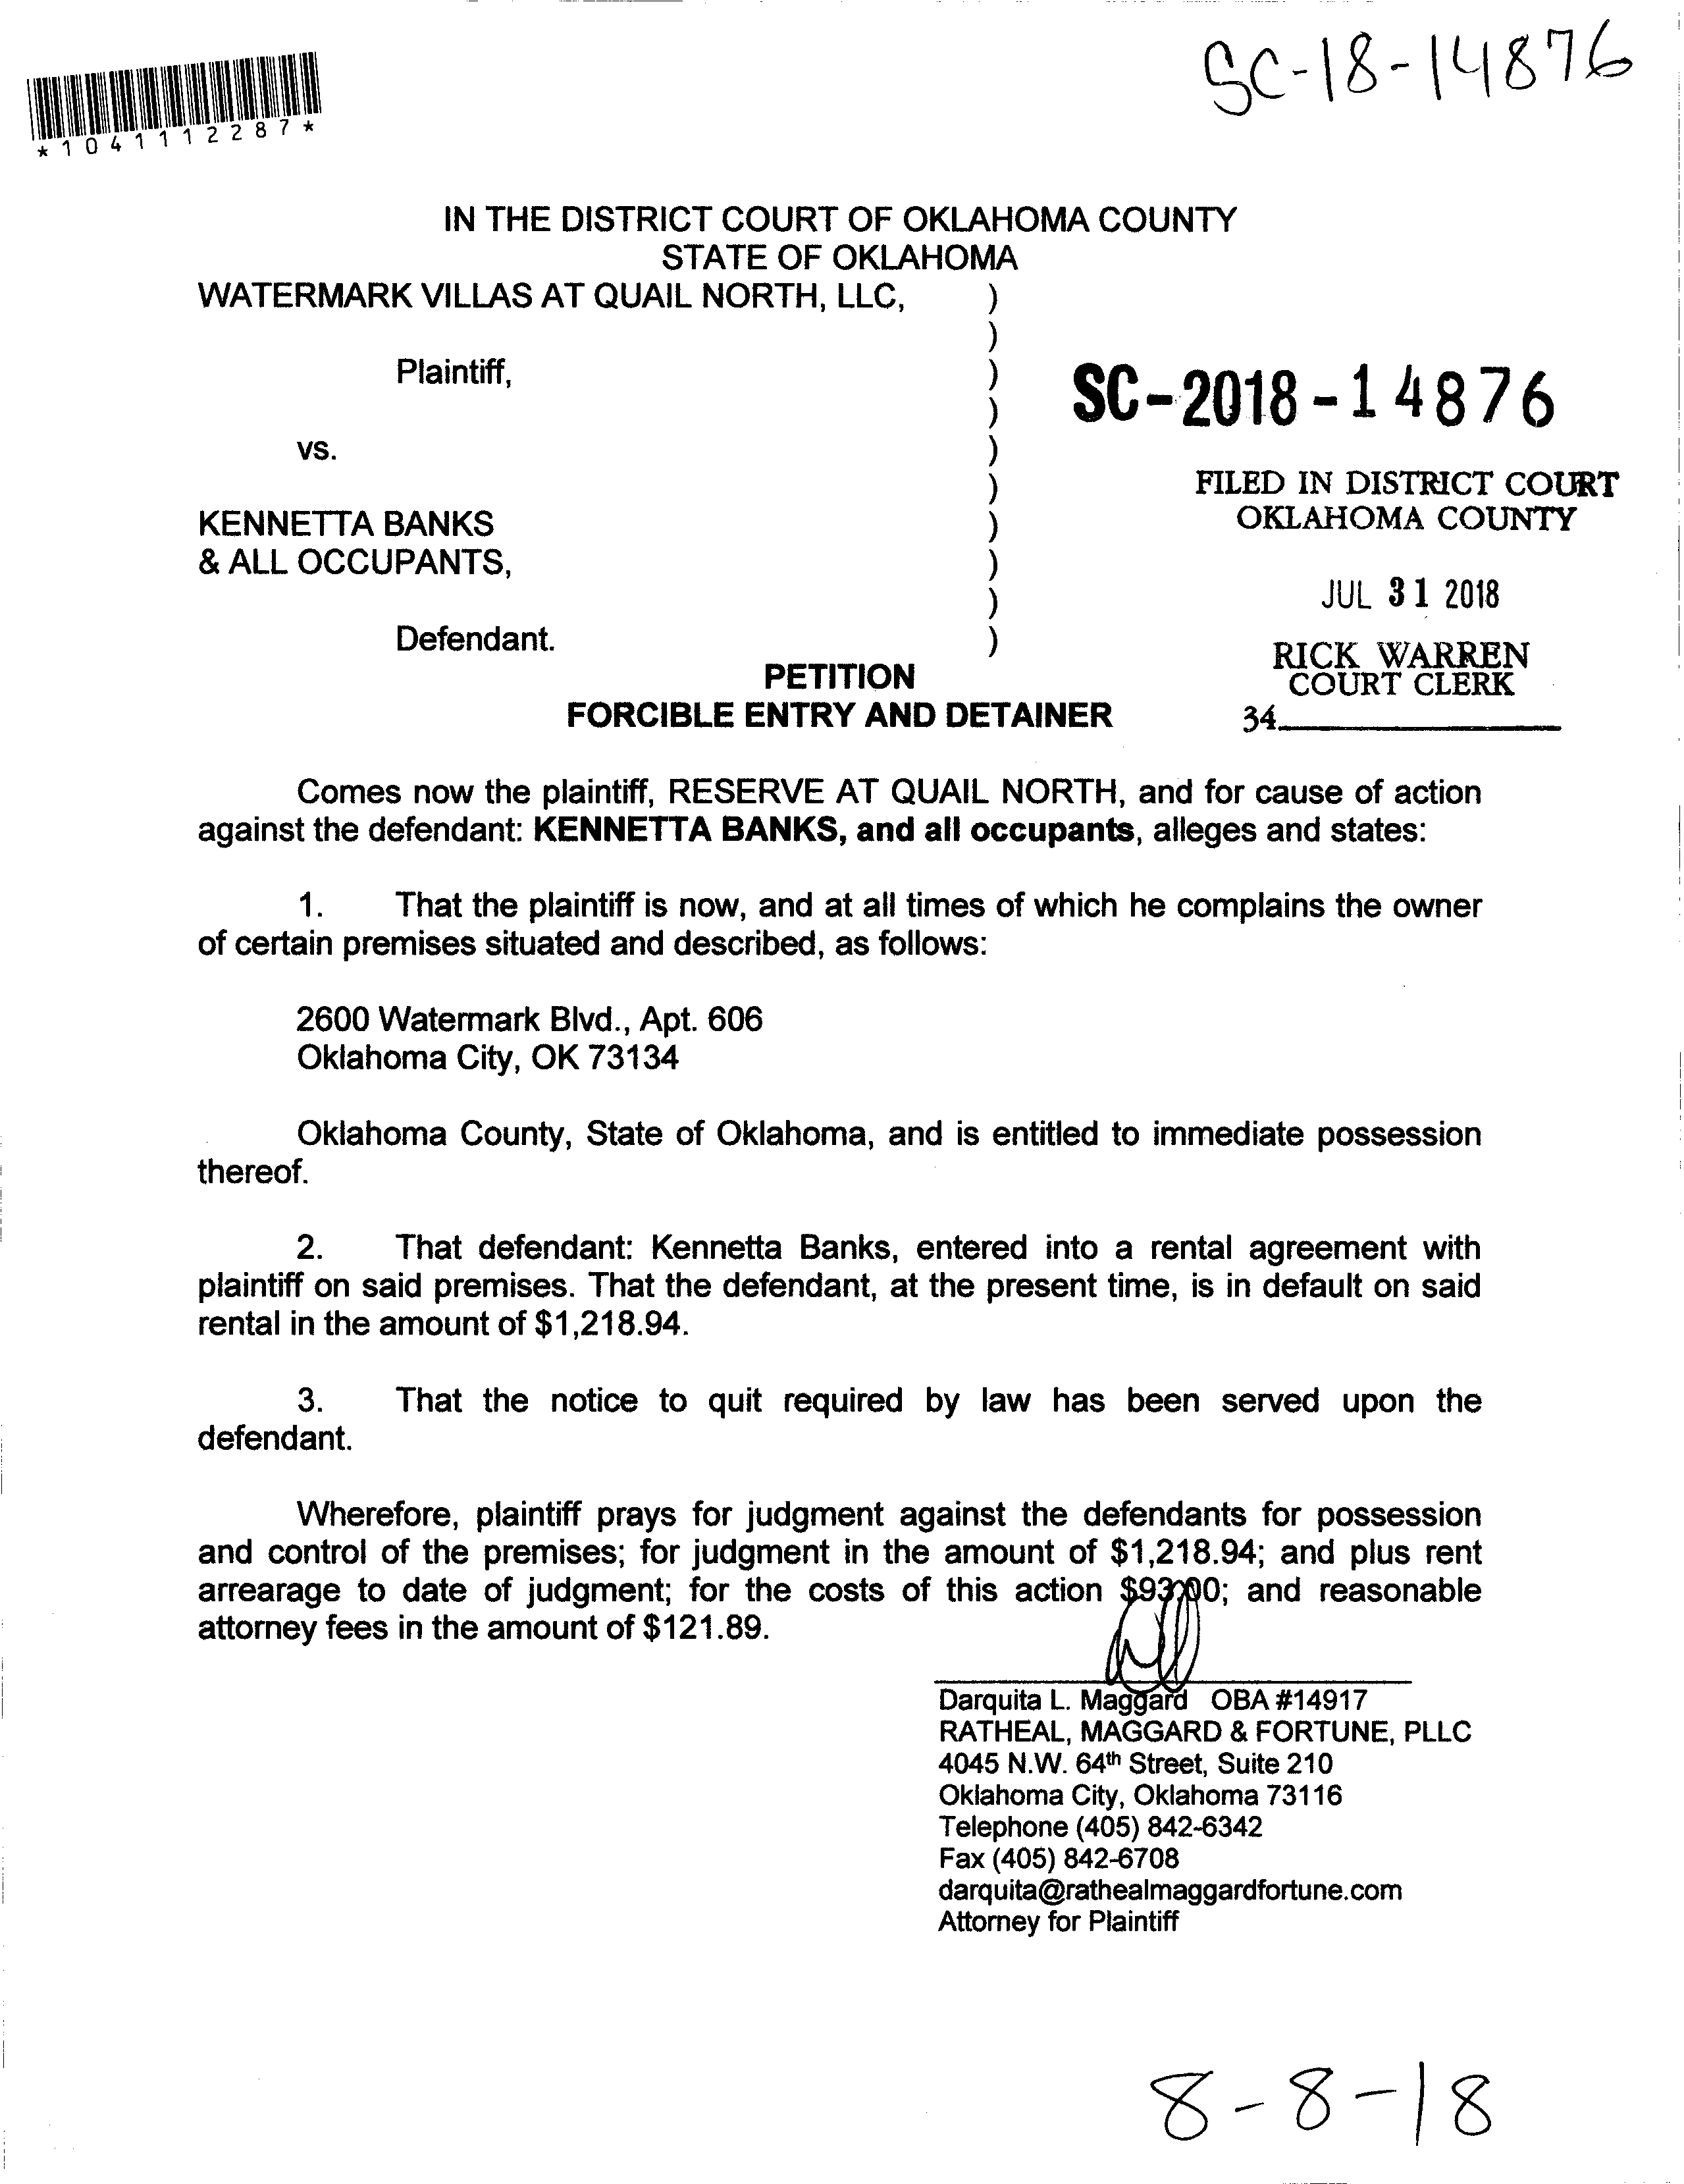 SC-18-14876
*1041112287*
IN THE DISTRICT COURT OF OKLAHOMA COUNTY
STATE OF OKLAHOMA
WATERMARK VILLAS AT QUAIL NORTH, LLC, )
)
Plaintiff, )
)
SC-2018-14876
vs. )
)
FILED IN DISTRICT COURT
OKLAHOMA COUNTY
KENNETTA BANKS )
& ALL OCCUPANTS, )
)
JUL 31 2018
Defendant. )
RICK WARREN
COURT CLERK
34
PETITION
FORCIBLE ENTRY AND DETAINER
Comes now the plaintiff, RESERVE AT QUAIL NORTH, and for cause of action
against the defendant: KENNETTA BANKS, and all occupants, alleges and states:
1. That the plaintiff is now, and at all times of which he complains the owner
of certain premises situated and described, as follows:
2600 Watermark Blvd., Apt. 606
Oklahoma City, OK 73134
Oklahoma County, State of Oklahoma, and is entitled to immediate possession
thereof.
2. That defendant: Kennetta Banks, entered into a rental agreement with
plaintiff on said premises. That the defendant, at the present time, is in default on said
rental in the amount of $1,218.94.
3. That the notice to quit required by law has been served upon the
defendant.
Wherefore, plaintiff prays for judgment against the defendants for possession
and control of the premises; for judgment in the amount of $1,218.94; and plus rent
arrearage to date of judgment; for the costs of this action $93.00; and reasonable
attorney fees in the amount of $121.89.
Darquita L. Maggard OBA #14917
RATHEAL, MAGGARD & FORTUNE, PLLC
4045 N.W. 64th Street, Suite 210
Oklahoma City, Oklahoma 73116
Telephone (405) 842-6342
Fax (405) 842-6708
darquita@rathealmaggardfortune.com
Attorney for Plaintiff
8-8-18